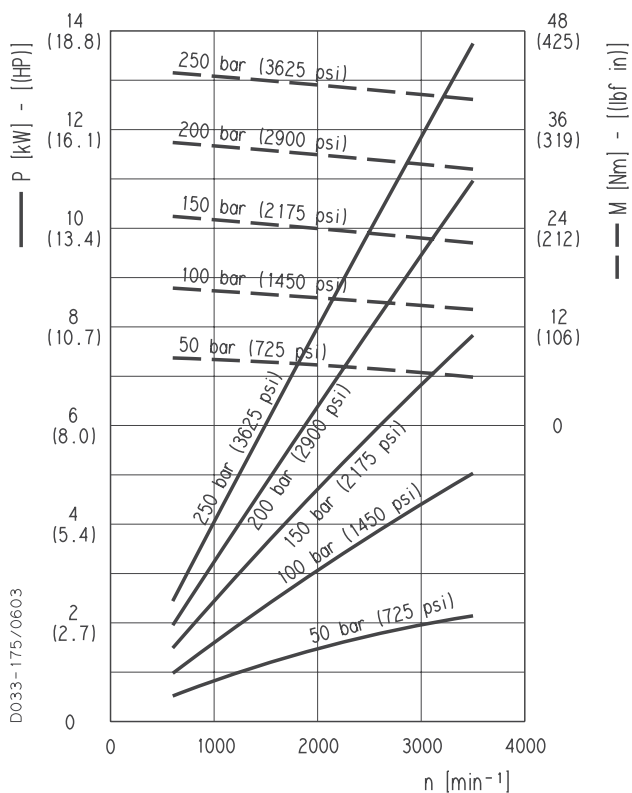 14
(18.8)
12
(16.1)
10
(13.4)
8
(10.7)
6
(8.0)
4
(5.4)
2
(2.7)
0
P [kW] - [(HP)]
48
(425)
36
(319)
24
(212)
12
(106)
0
M [Nm] - [(lbf in)]
250 bar (3625 psi)
200 bar (2900 psi)
150 bar (2175 psi)
100 bar (1450 psi)
50 bar (725 psi)
250 bar (3625 psi)
200 bar (2900 psi)
150 bar (2175 psi)
100 bar (1450 psi)
50 bar (725 psi)
D033-175/0603
0 1000 2000 3000 4000
n [min⁻¹]